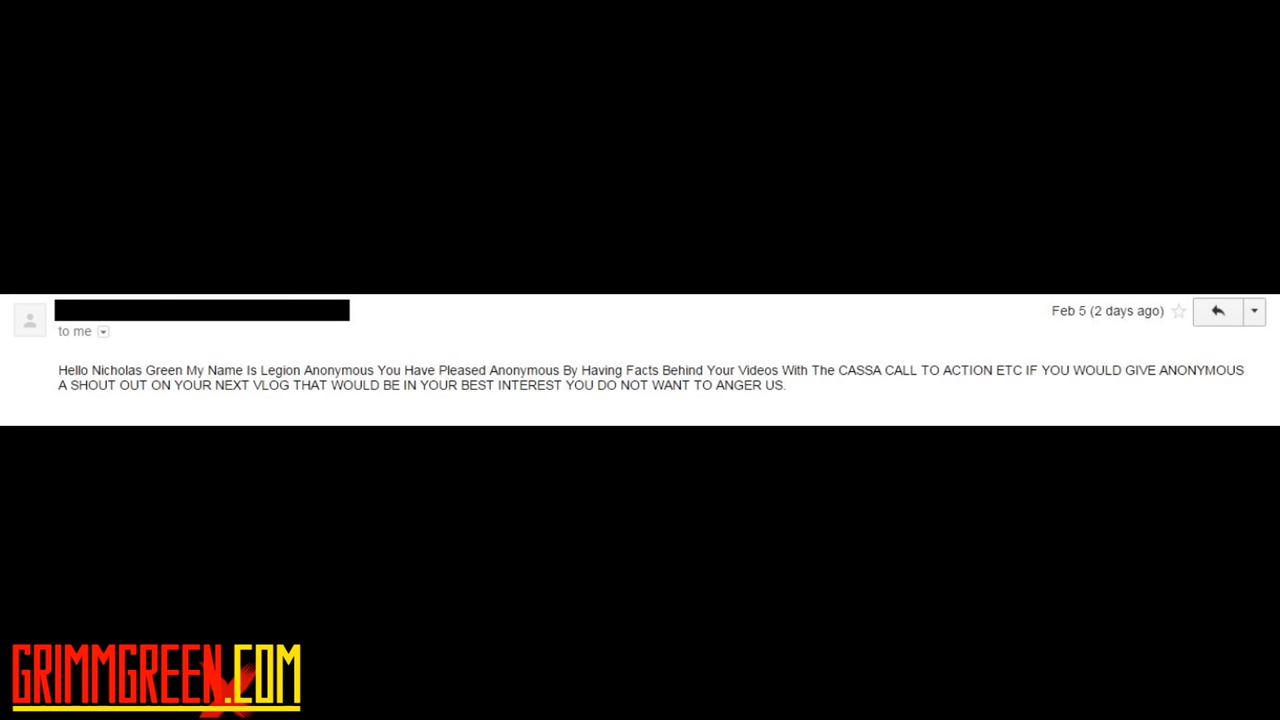 Feb 5 (2 days ago)
to me
Hello Nicholas Green My Name Is Legion Anonymous You Have Pleased Anonymous By Having Facts Behind Your Videos With The CASSA CALL TO ACTION ETC IF YOU WOULD GIVE ANONYMOUS
A SHOUT OUT ON YOUR NEXT VLOG THAT WOULD BE IN YOUR BEST INTEREST YOU DO NOT WANT TO ANGER US.
GRIMMGREEN.COM